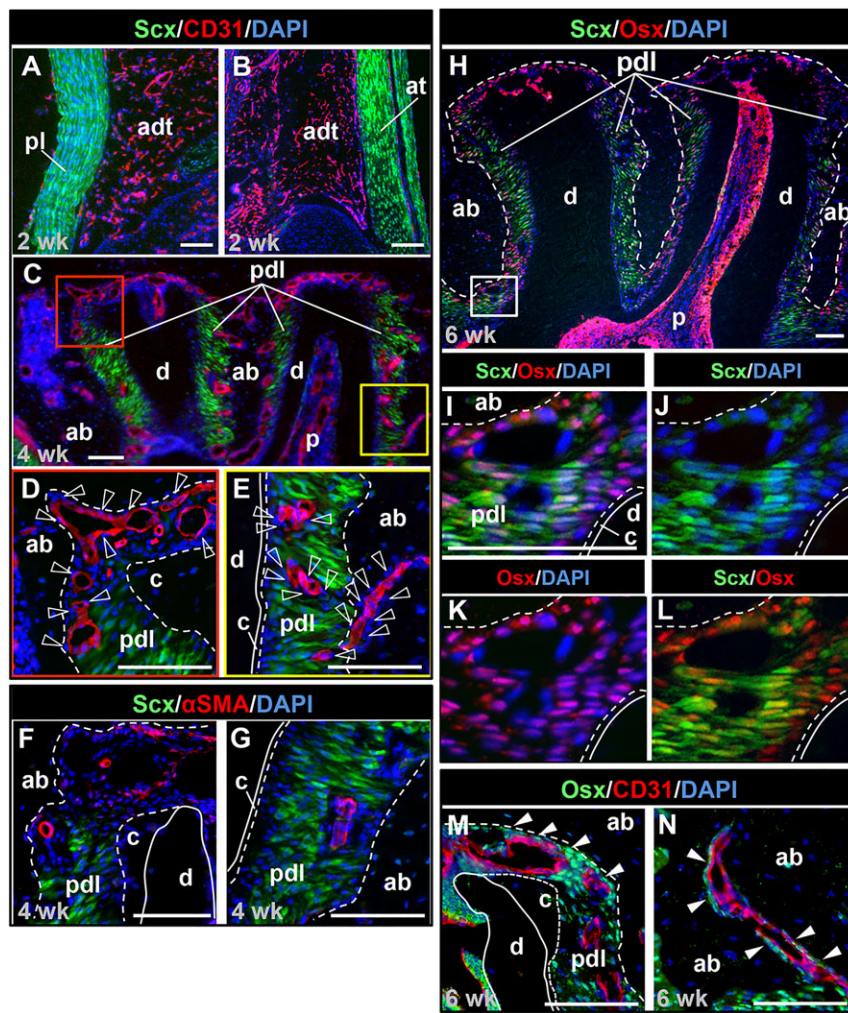 Scx/CD31/DAPI
A
B
pl
adt
adt
at
2 wk
2 wk
C
pdl
d
ab
d
ab
p
4 wk
D
E
ab
c
pdl
d
ab
c
pdl
Scx/αSMA/DAPI
F
G
ab
c
pdl
d
c
pdl
ab
4 wk
4 wk
Scx/Osx/DAPI
H
pdl
ab
d
d
ab
p
6 wk
Scx/Osx/DAPI
Scx/DAPI
I
ab
J
pdl
d
c
Osx/DAPI
Scx/Osx
K
L
Osx/CD31/DAPI
M
ab
N
ab
c
d
pdl
ab
6 wk
6 wk